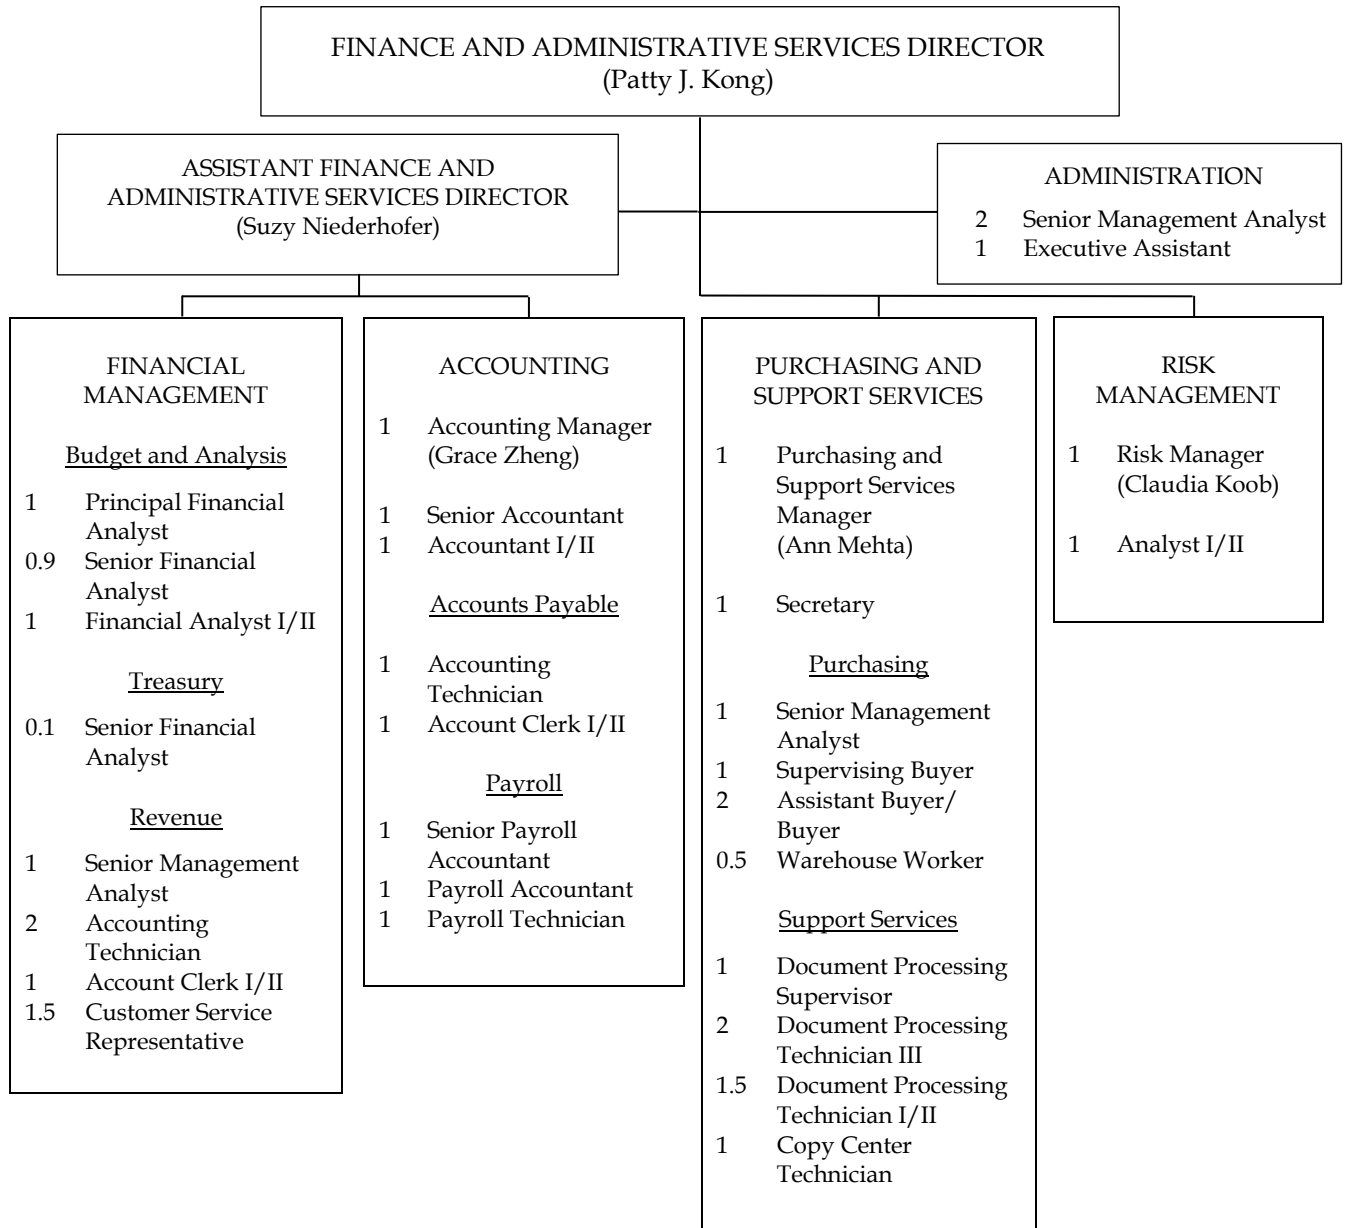 FINANCE AND ADMINISTRATIVE SERVICES DIRECTOR
(Patty J. Kong)
ASSISTANT FINANCE AND
ADMINISTRATIVE SERVICES DIRECTOR
(Suzy Niederhofer)
ADMINISTRATION
2 Senior Management Analyst
1 Executive Assistant
FINANCIAL
MANAGEMENT
Budget and Analysis
1 Principal Financial
Analyst
0.9 Senior Financial
Analyst
1 Financial Analyst I/II
Treasury
0.1 Senior Financial
Analyst
Revenue
1 Senior Management
Analyst
2 Accounting
Technician
1 Account Clerk I/II
1.5 Customer Service
Representative
ACCOUNTING
1 Accounting Manager
(Grace Zheng)
1 Senior Accountant
1 Accountant I/II
Accounts Payable
1 Accounting
Technician
1 Account Clerk I/II
Payroll
1 Senior Payroll
Accountant
1 Payroll Accountant
1 Payroll Technician
PURCHASING AND
SUPPORT SERVICES
1 Purchasing and
Support Services
Manager
(Ann Mehta)
1 Secretary
Purchasing
1 Senior Management
Analyst
1 Supervising Buyer
2 Assistant Buyer/
Buyer
0.5 Warehouse Worker
Support Services
1 Document Processing
Supervisor
2 Document Processing
Technician III
1.5 Document Processing
Technician I/II
1 Copy Center
Technician
RISK
MANAGEMENT
1 Risk Manager
(Claudia Koob)
1 Analyst I/II